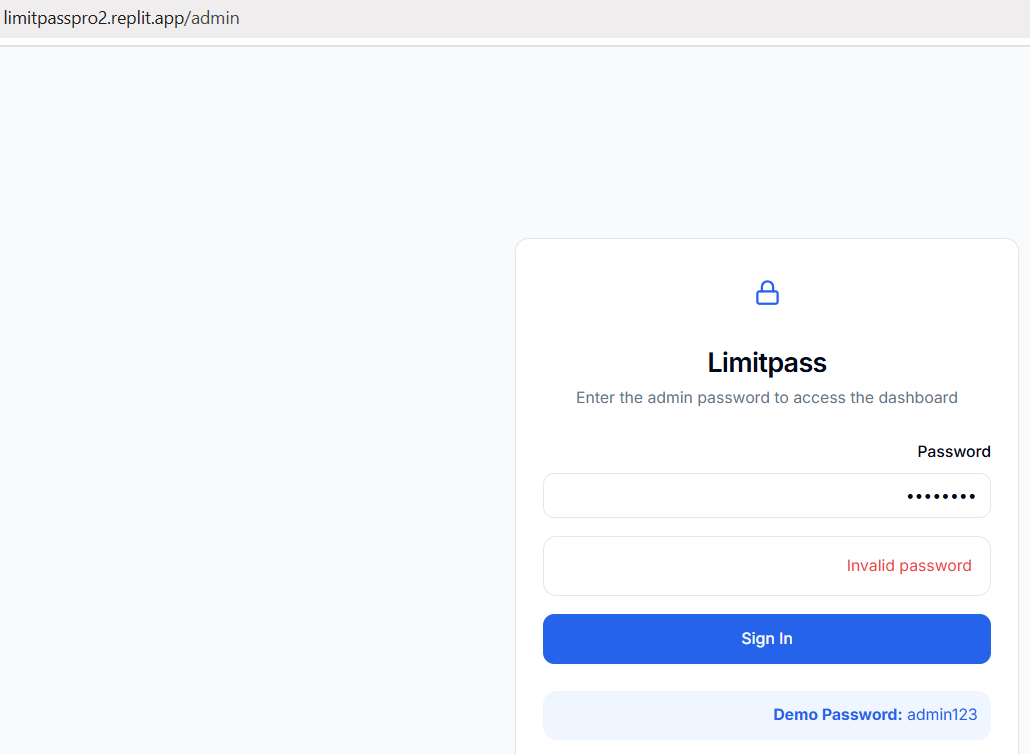 limitpasspro2.replit.app/admin
Limitpass
Enter the admin password to access the dashboard
Password
••••••••
Invalid password
Sign In
Demo Password: admin123